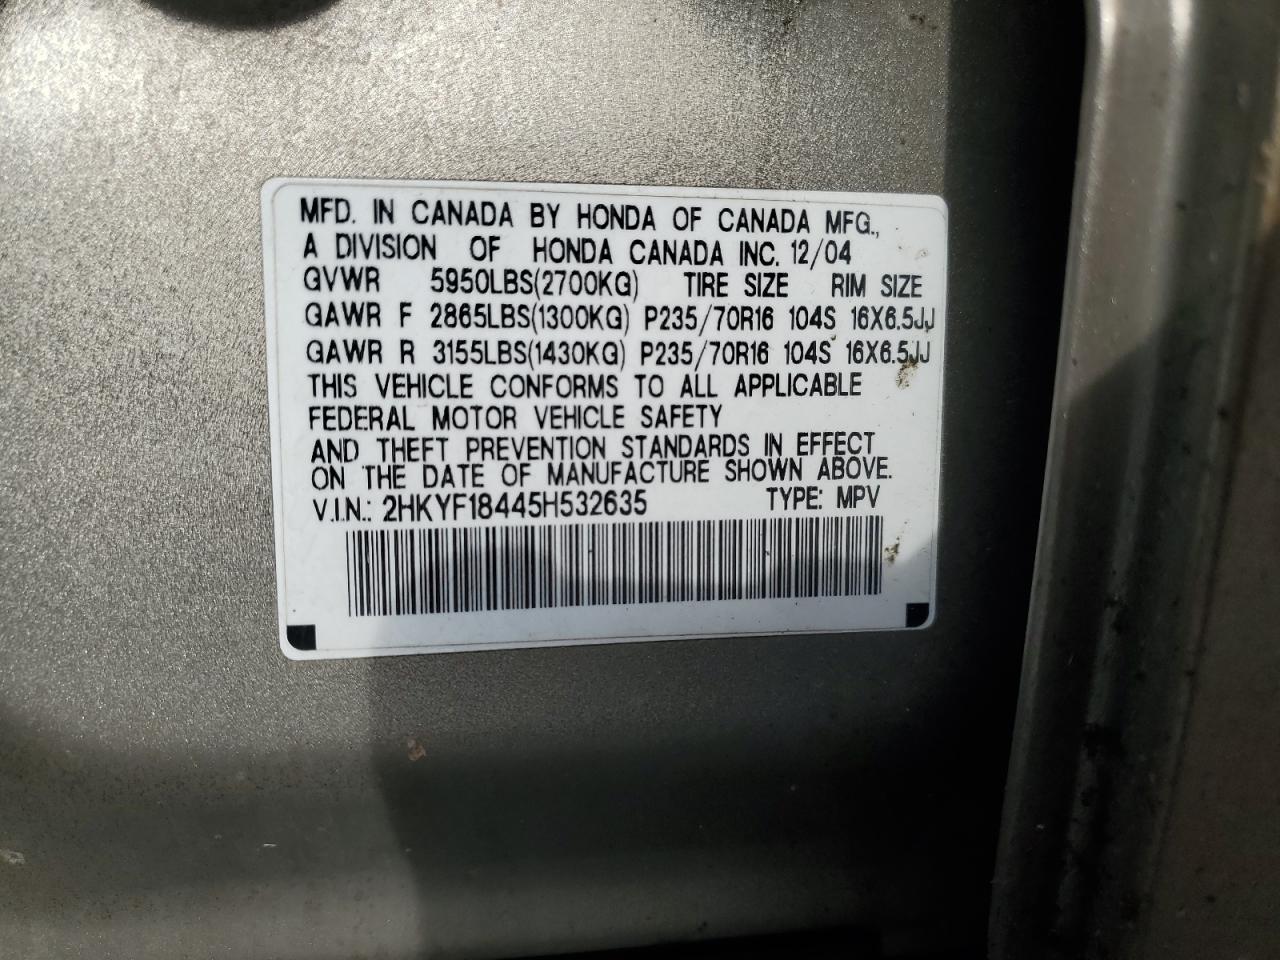 MFD. IN CANADA BY HONDA OF CANADA MFG.,
A DIVISION OF HONDA CANADA INC. 12/04
GVWR 5950LBS(2700KG) TIRE SIZE RIM SIZE
GAWR F 2865LBS(1300KG) P235/70R16 104S 16X6.5JJ
GAWR R 3155LBS(1430KG) P235/70R16 104S 16X6.5JJ
THIS VEHICLE CONFORMS TO ALL APPLICABLE
FEDERAL MOTOR VEHICLE SAFETY
AND THEFT PREVENTION STANDARDS IN EFFECT
ON THE DATE OF MANUFACTURE SHOWN ABOVE.
V.I.N.: 2HKYF18445H532635 TYPE: MPV